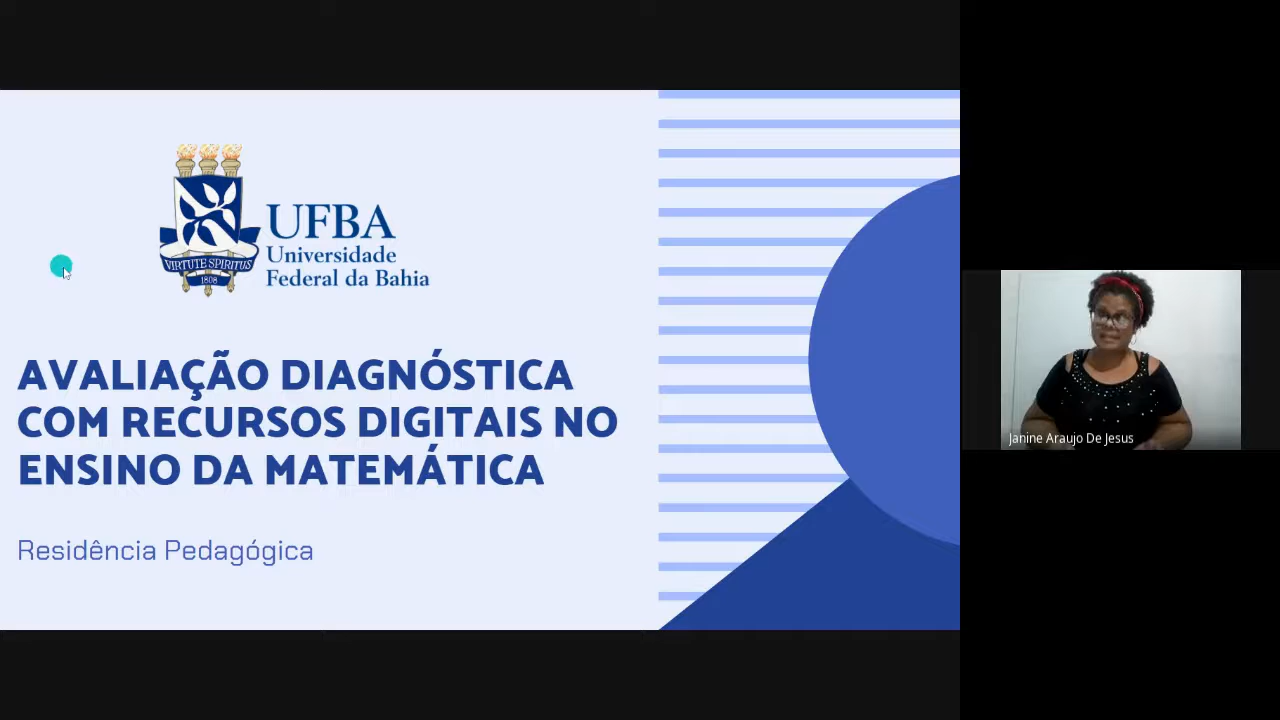 VIRTUTE SPIRITUS
1808
UFBA
Universidade
Federal da Bahia
AVALIAÇÃO DIAGNÓSTICA
COM RECURSOS DIGITAIS NO
ENSINO DA MATEMÁTICA
Residência Pedagógica
Janine Araujo De Jesus